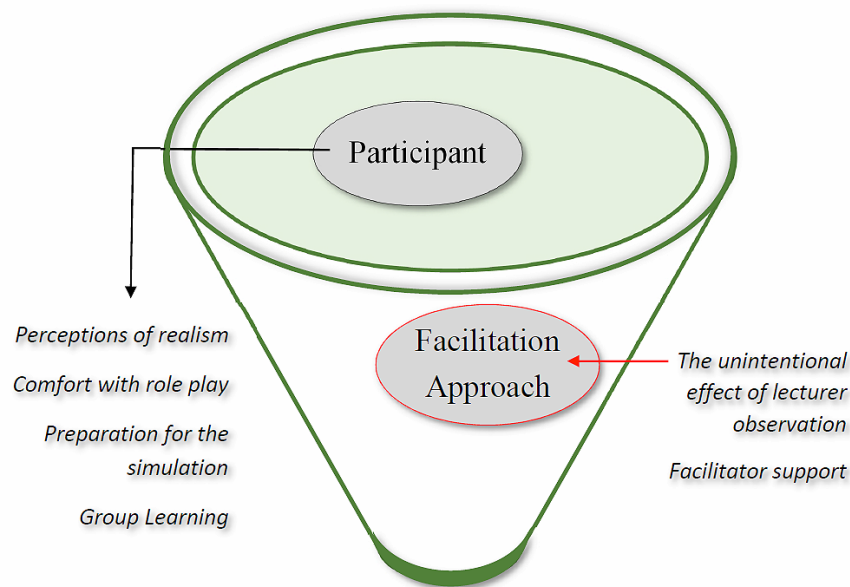 Participant
Perceptions of realism
Comfort with role play
Preparation for the
simulation
Group Learning
Facilitation
Approach
The unintentional
effect of lecturer
observation
Facilitator support